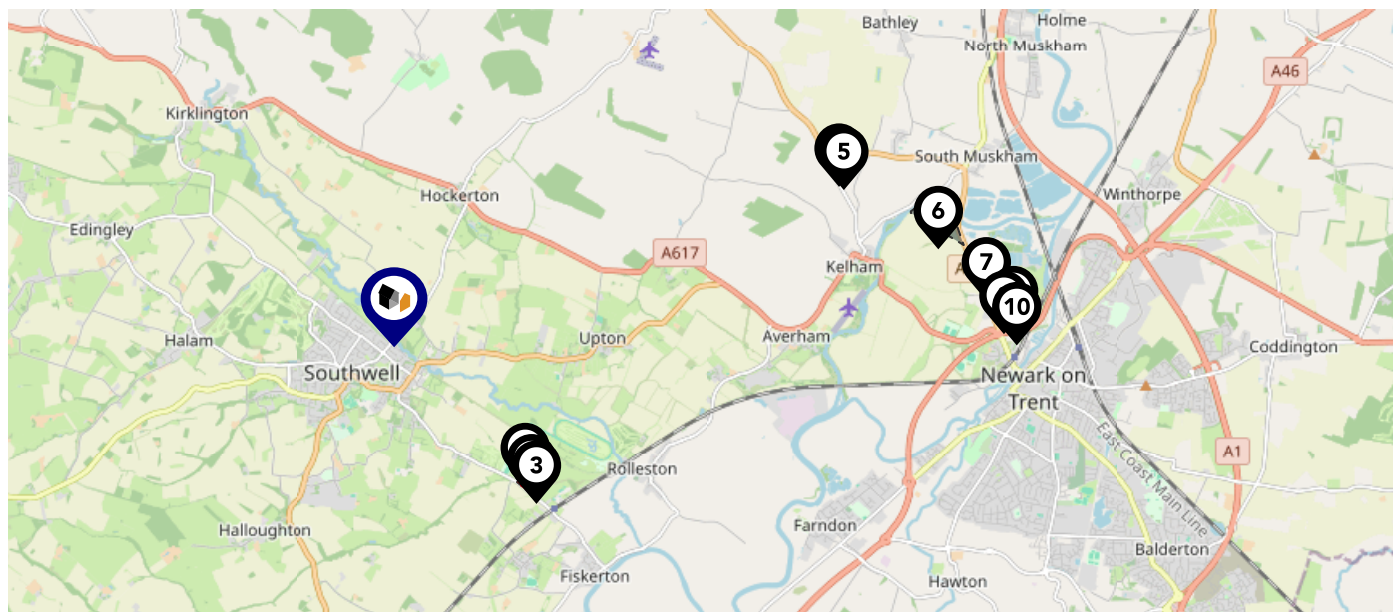 Bathley
Holme
North Muskham
A46
Kirklington
5
South Muskham
Winthorpe
Hockerton
6
Edingley
A617
Kelham
7
A
10
Halam
Upton
Averham
Coddington
Southwell
Newark on
Trent
East Coast Main Line
A1
3
Rolleston
Halloughton
Farndon
Balderton
Fiskerton
Hawton